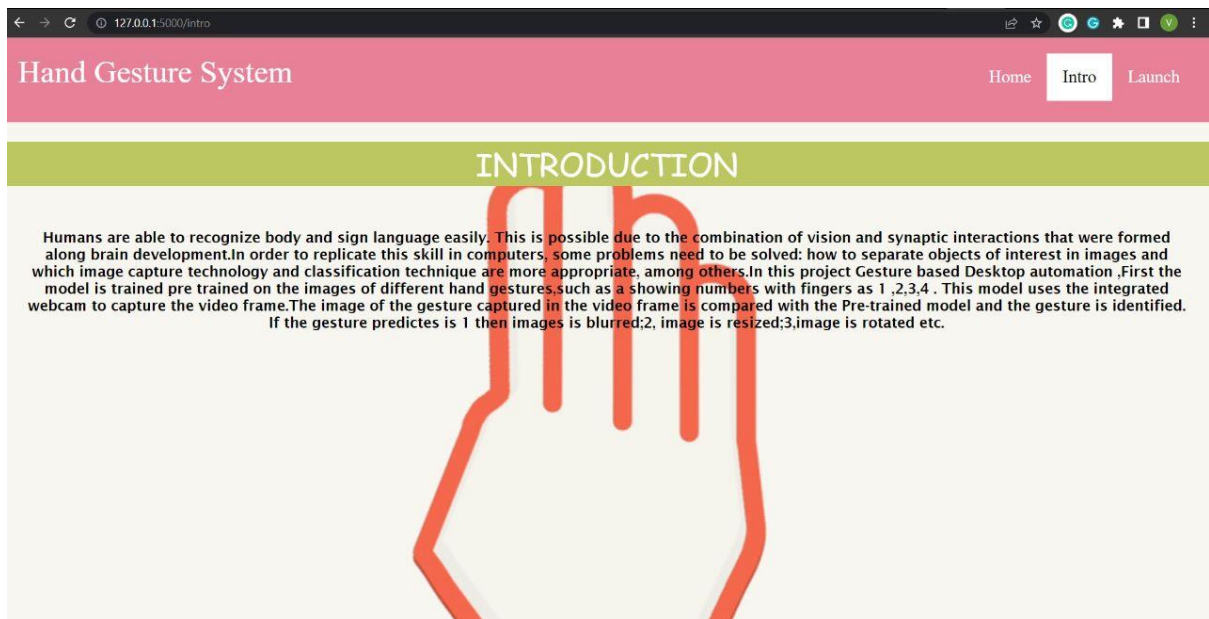 127.0.0.1:5000/intro
Hand Gesture System
Home Intro Launch
INTRODUCTION
Humans are able to recognize body and sign language easily. This is possible due to the combination of vision and synaptic interactions that were formed
along brain development.In order to replicate this skill in computers, some problems need to be solved: how to separate objects of interest in images and
which image capture technology and classification technique are more appropriate, among others.In this project Gesture based Desktop automation ,First the
model is trained pre trained on the images of different hand gestures,such as a showing numbers with fingers as 1 ,2,3,4 . This model uses the integrated
webcam to capture the video frame.The image of the gesture captured in the video frame is compared with the Pre-trained model and the gesture is identified.
If the gesture predictes is 1 then images is blurred;2, image is resized;3,image is rotated etc.